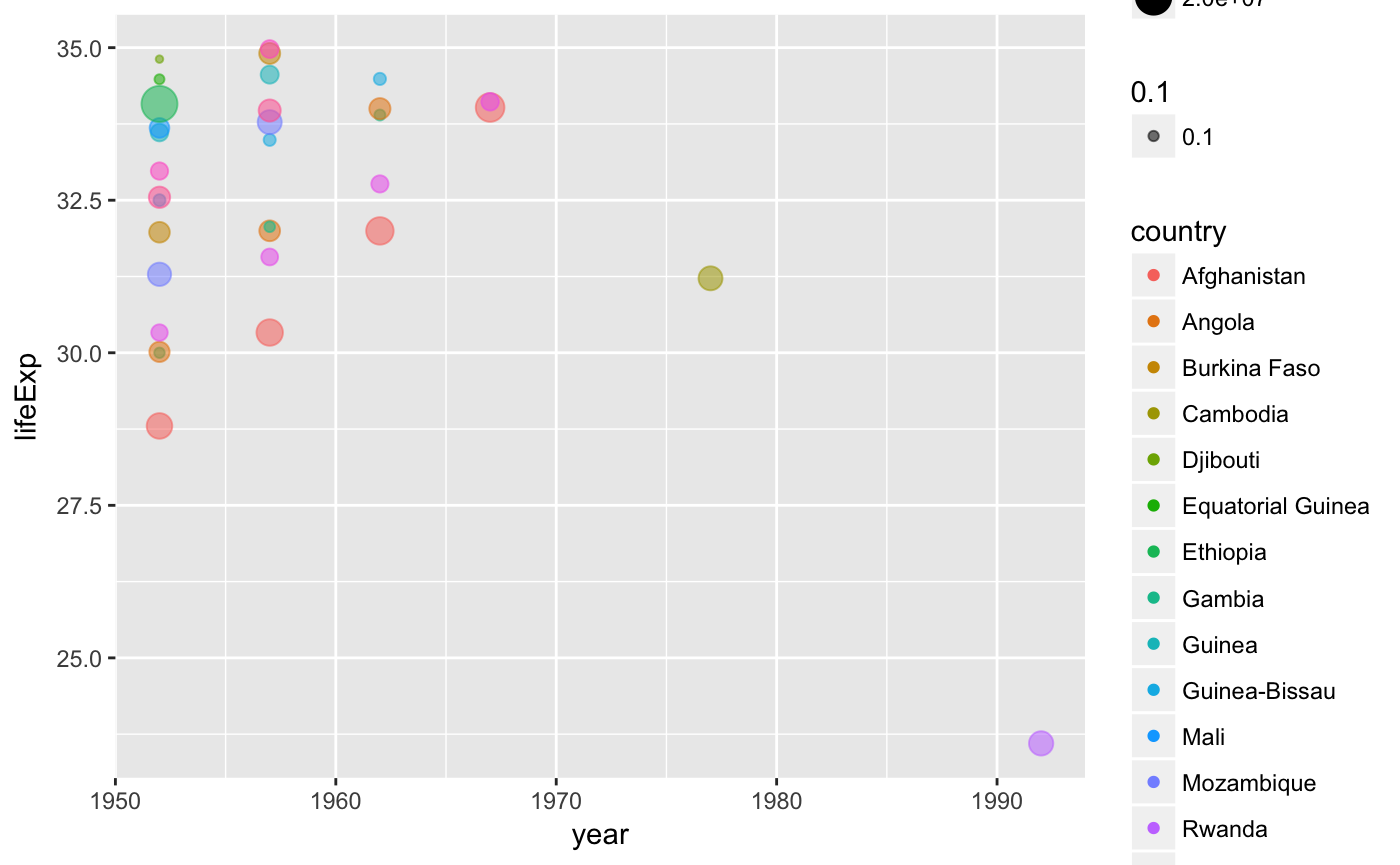 35.0
32.5
30.0
27.5
25.0
lifeExp
1950
1960
1970
1980
1990
year
0.1
0.1
country
Afghanistan
Angola
Burkina Faso
Cambodia
Djibouti
Equatorial Guinea
Ethiopia
Gambia
Guinea
Guinea-Bissau
Mali
Mozambique
Rwanda